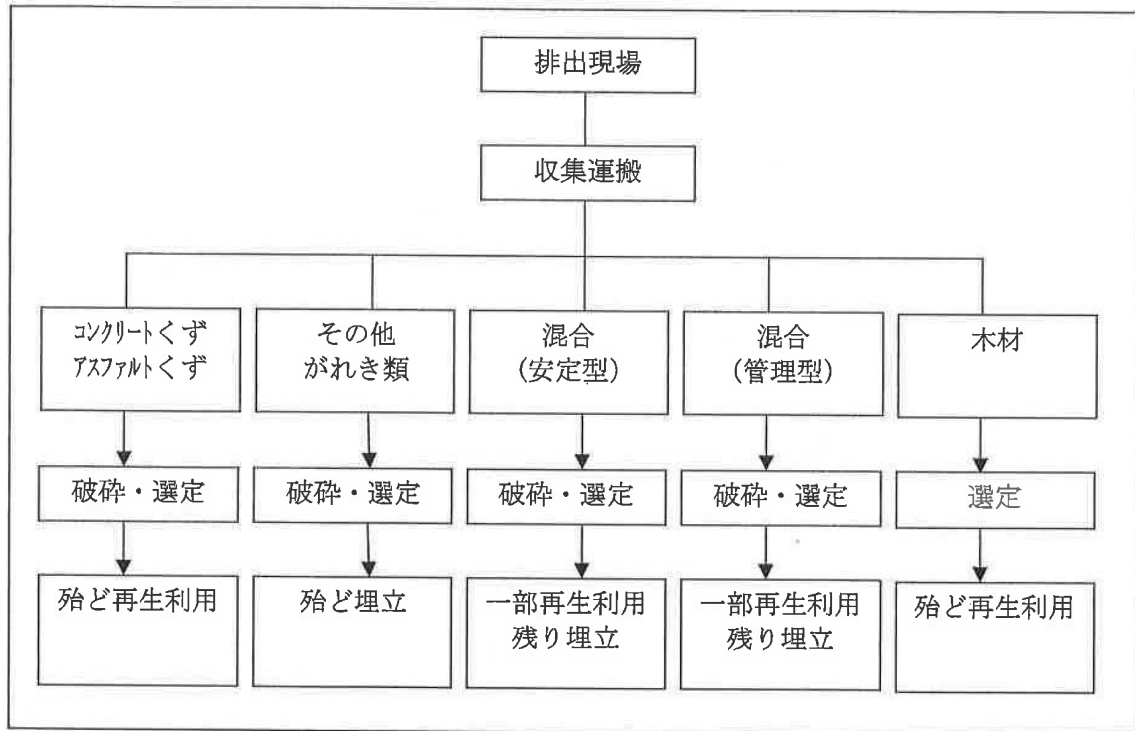 排出現場
収集運搬
ｺﾝｸﾘｰﾄくず
ｱｽﾌｧﾙﾄくず
その他
がれき類
混合
(安定型)
混合
(管理型)
木材
破砕・選定
破砕・選定
破砕・選定
破砕・選定
選定
殆ど再生利用
殆ど埋立
一部再生利用
残り埋立
一部再生利用
残り埋立
殆ど再生利用